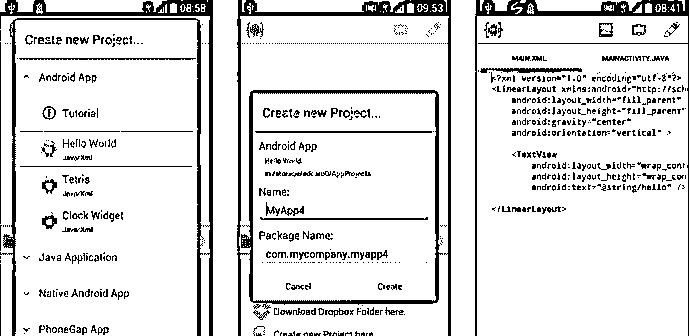 08:58
Create new Project...
Android App
Tutorial
Hello World
Java/Xml
Tetris
Java/Xml
Clock Widget
Java/Xml
Java Application
Native Android App
PhoneGap App
09.53
Create new Project...
Android App
Hello World
Name:
MyApp4
Package Name:
com.mycompany.myapp4
Cancel Create
Download Dropbox Folder here.
Create new Project here
08:41
MAIN.XML MAINACTIVITY.JAVA
<?xml version="1.0" encoding="utf-8"?>
<LinearLayout xmlns:android="http://sch
android:layout_width="fill_parent"
android:layout_height="fill_parent"
android:gravity="center"
android:orientation="vertical" >
<TextView
android:layout_width="wrap_cont
android:layout_height="wrap_con
android:text="@string/hello" />
</LinearLayout>